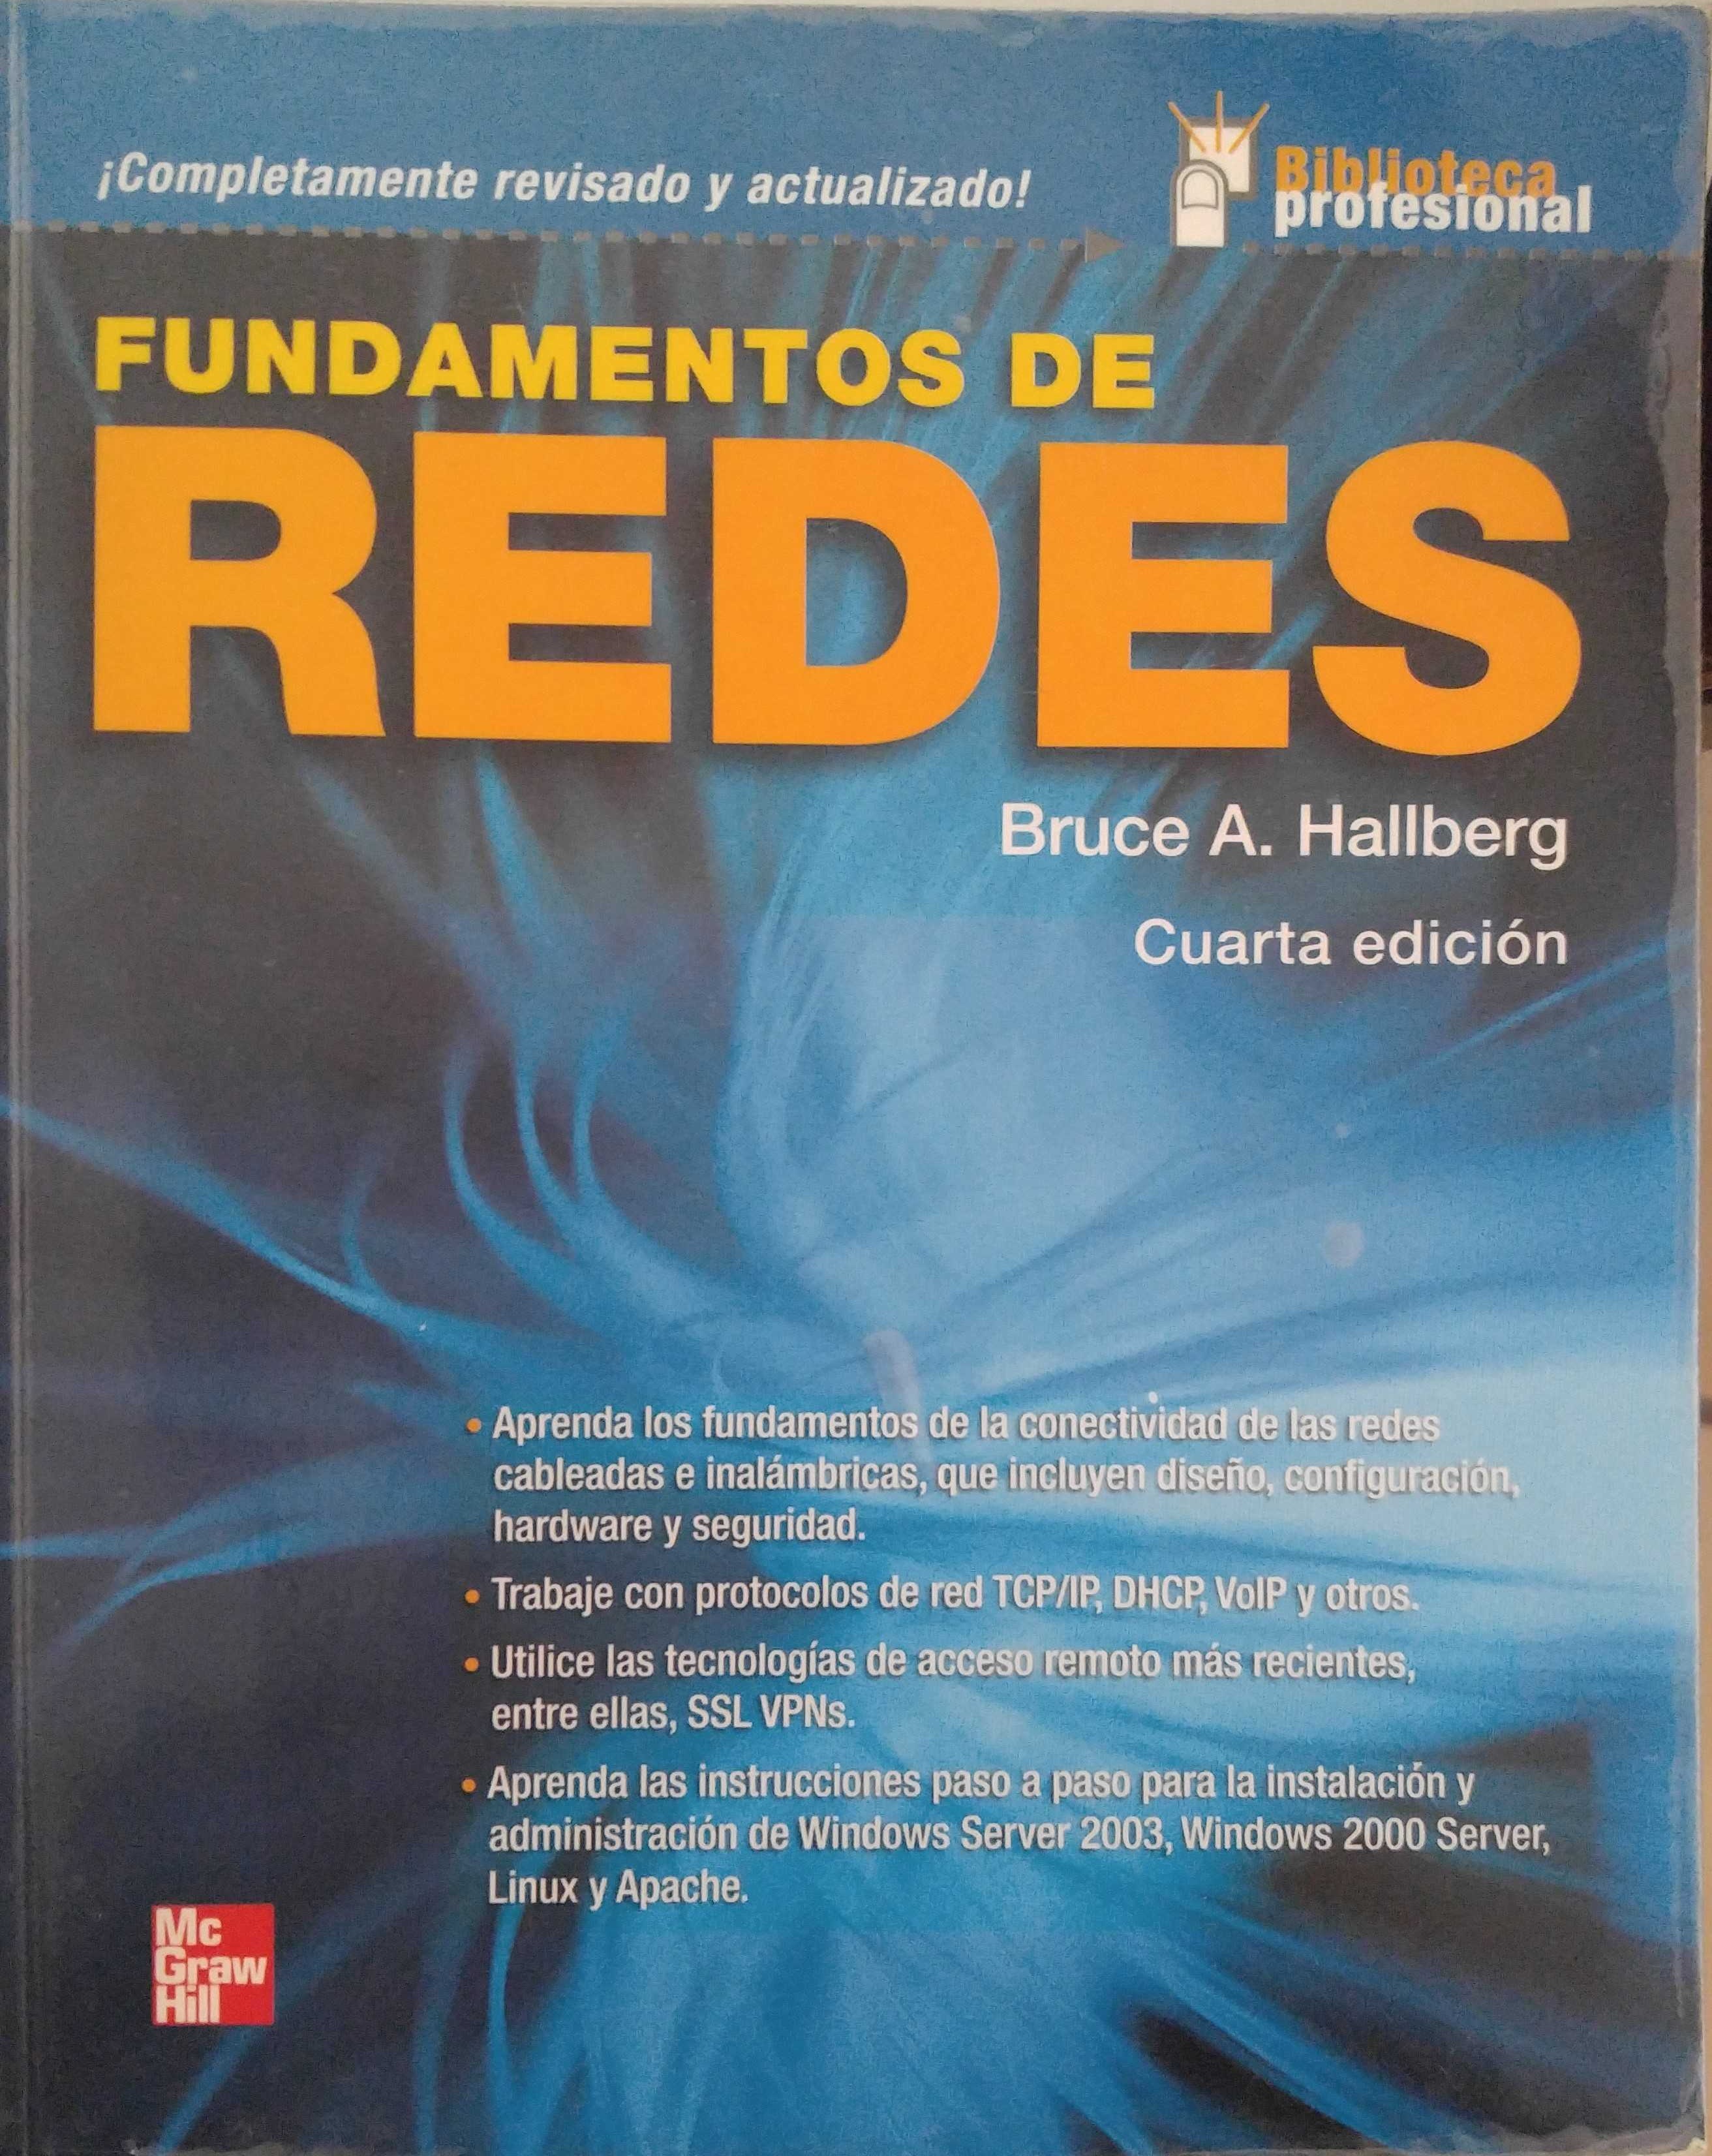 ¡Completamente revisado y actualizado!
Biblioteca
profesional
FUNDAMENTOS DE
REDES
Bruce A. Hallberg
Cuarta edición
• Aprenda los fundamentos de la conectividad de las redes
cableadas e inalámbricas, que incluyen diseño, configuración,
hardware y seguridad.
• Trabaje con protocolos de red TCP/IP, DHCP, VoIP y otros.
• Utilice las tecnologías de acceso remoto más recientes,
entre ellas, SSL VPNs.
• Aprenda las instrucciones paso a paso para la instalación y
administración de Windows Server 2003, Windows 2000 Server,
Linux y Apache.
Mc
Graw
Hill